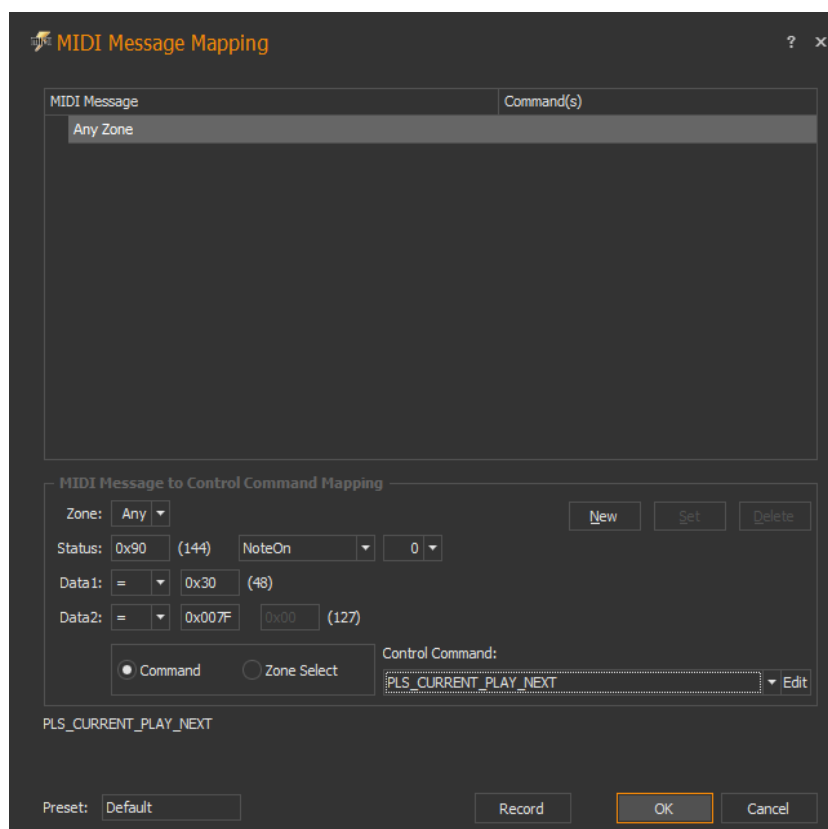 MIDI Message Mapping ? x
MIDI Message Command(s)
Any Zone
MIDI Message to Control Command Mapping
Zone: Any New Set Delete
Status: 0x90 (144) NoteOn 0
Data1: = 0x30 (48)
Data2: = 0x007F 0x00 (127)
Control Command:
Command Zone Select
PLS_CURRENT_PLAY_NEXT Edit
PLS_CURRENT_PLAY_NEXT
Preset: Default Record OK Cancel